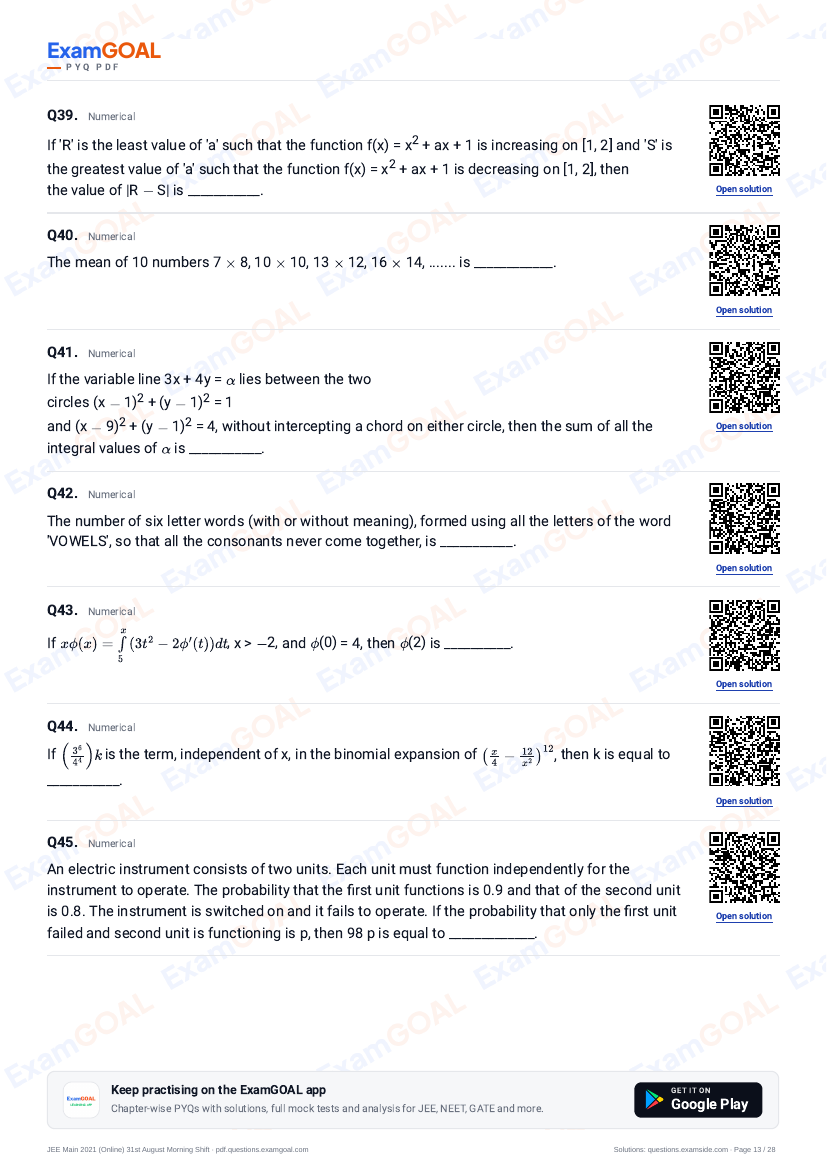 ExamGOAL
PYQ PDF
Q39. Numerical
If 'R' is the least value of 'a' such that the function f(x) = x² + ax + 1 is increasing on [1, 2] and 'S' is
the greatest value of 'a' such that the function f(x) = x² + ax + 1 is decreasing on [1, 2], then
the value of |R − S| is ___________.
Open solution
Q40. Numerical
The mean of 10 numbers 7 × 8, 10 × 10, 13 × 12, 16 × 14, ....... is ____________.
Open solution
Q41. Numerical
If the variable line 3x + 4y = α lies between the two
circles (x − 1)² + (y − 1)² = 1
and (x − 9)² + (y − 1)² = 4, without intercepting a chord on either circle, then the sum of all the
integral values of α is ___________.
Open solution
Q42. Numerical
The number of six letter words (with or without meaning), formed using all the letters of the word
'VOWELS', so that all the consonants never come together, is ___________.
Open solution
Q43. Numerical
If xϕ(x) = ∫₅ˣ (3t² − 2ϕ′(t))dt, x > −2, and ϕ(0) = 4, then ϕ(2) is __________.
Open solution
Q44. Numerical
If (3⁶/4⁴)k is the term, independent of x, in the binomial expansion of (x/4 − 12/x²)¹², then k is equal to
___________.
Open solution
Q45. Numerical
An electric instrument consists of two units. Each unit must function independently for the
instrument to operate. The probability that the first unit functions is 0.9 and that of the second unit
is 0.8. The instrument is switched on and it fails to operate. If the probability that only the first unit
failed and second unit is functioning is p, then 98 p is equal to _____________.
Open solution
Keep practising on the ExamGOAL app
Chapter-wise PYQs with solutions, full mock tests and analysis for JEE, NEET, GATE and more.
GET IT ON
Google Play
JEE Main 2021 (Online) 31st August Morning Shift · pdf.questions.examgoal.com
Solutions: questions.examside.com · Page 13 / 28